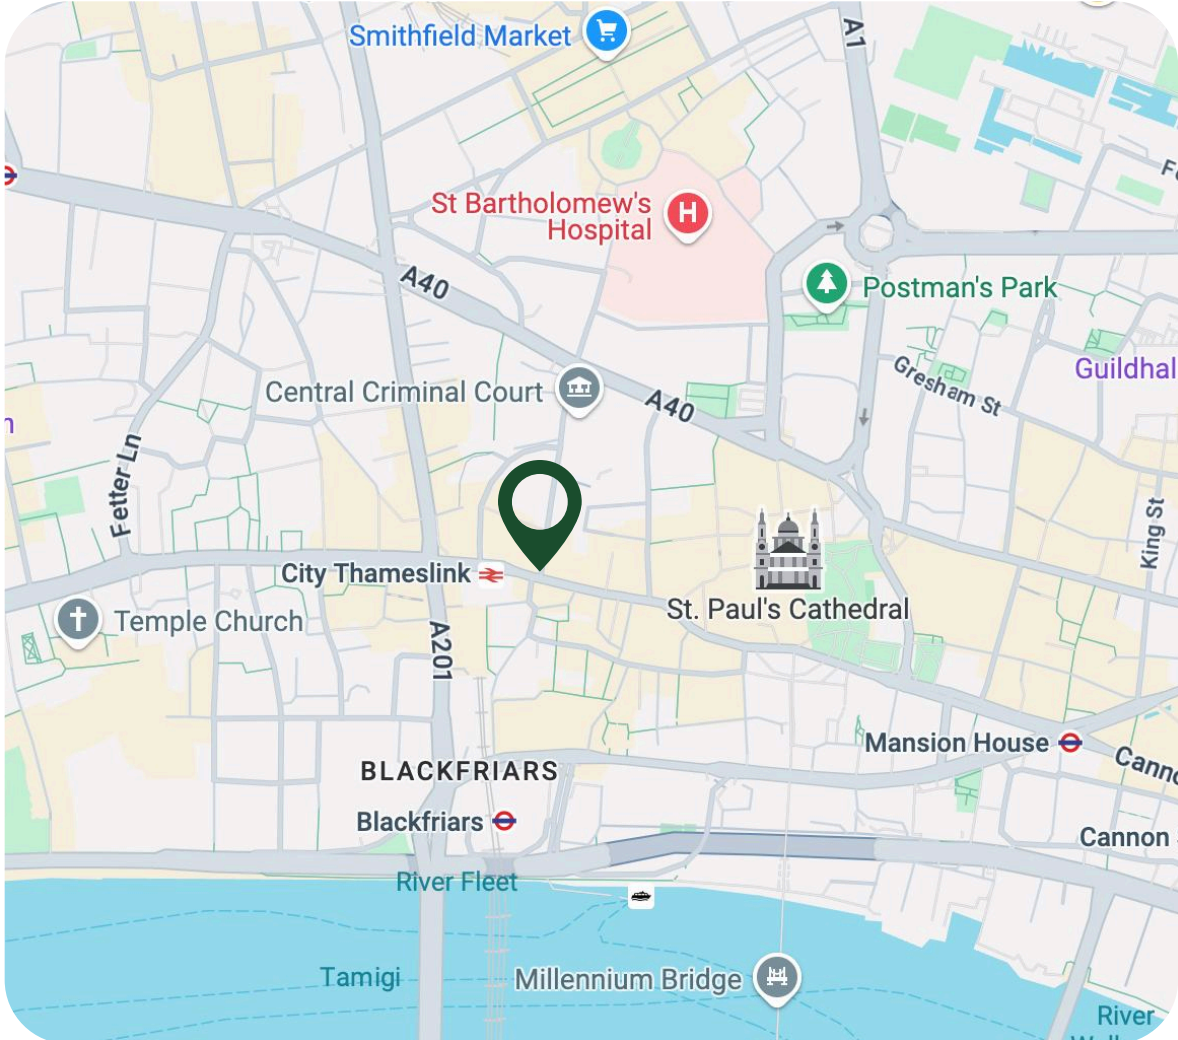 Smithfield Market
A1
St Bartholomew's
Hospital
H
A40
Postman's Park
Gresham St
Guildhal
Central Criminal Court
A40
Fetter Ln
King St
City Thameslink
St. Paul's Cathedral
Temple Church
A201
Mansion House
BLACKFRIARS
Blackfriars
Cannon
River Fleet
Tamigi
Millennium Bridge
River